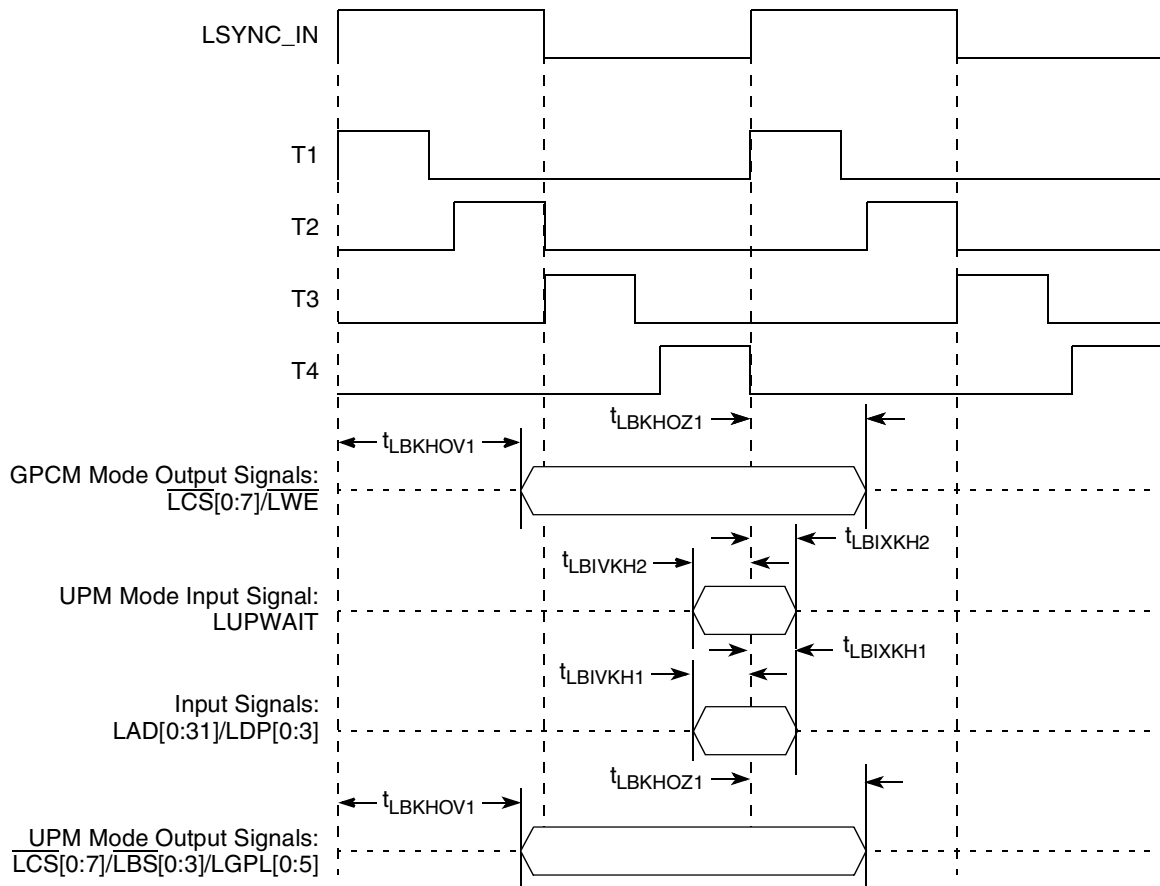 LSYNC_IN
T1
T2
T3
T4
tLBKHOZ1
tLBKHOV1
GPCM Mode Output Signals:
LCS[0:7]/LWE
tLBIXKH2
tLBIVKH2
UPM Mode Input Signal:
LUPWAIT
tLBIXKH1
tLBIVKH1
Input Signals:
LAD[0:31]/LDP[0:3]
tLBKHOZ1
tLBKHOV1
UPM Mode Output Signals:
LCS[0:7]/LBS[0:3]/LGPL[0:5]